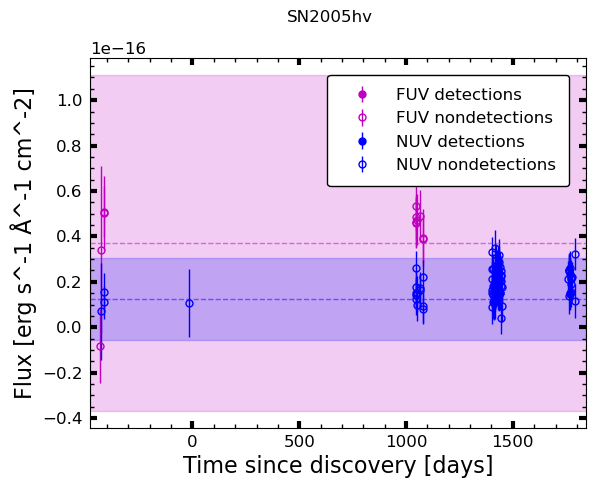 SN2005hv
1e−16
FUV detections
FUV nondetections
NUV detections
NUV nondetections
1.0
0.8
0.6
0.4
0.2
0.0
−0.2
−0.4
Flux [erg s^-1 Å^-1 cm^-2]
0 500 1000 1500
Time since discovery [days]